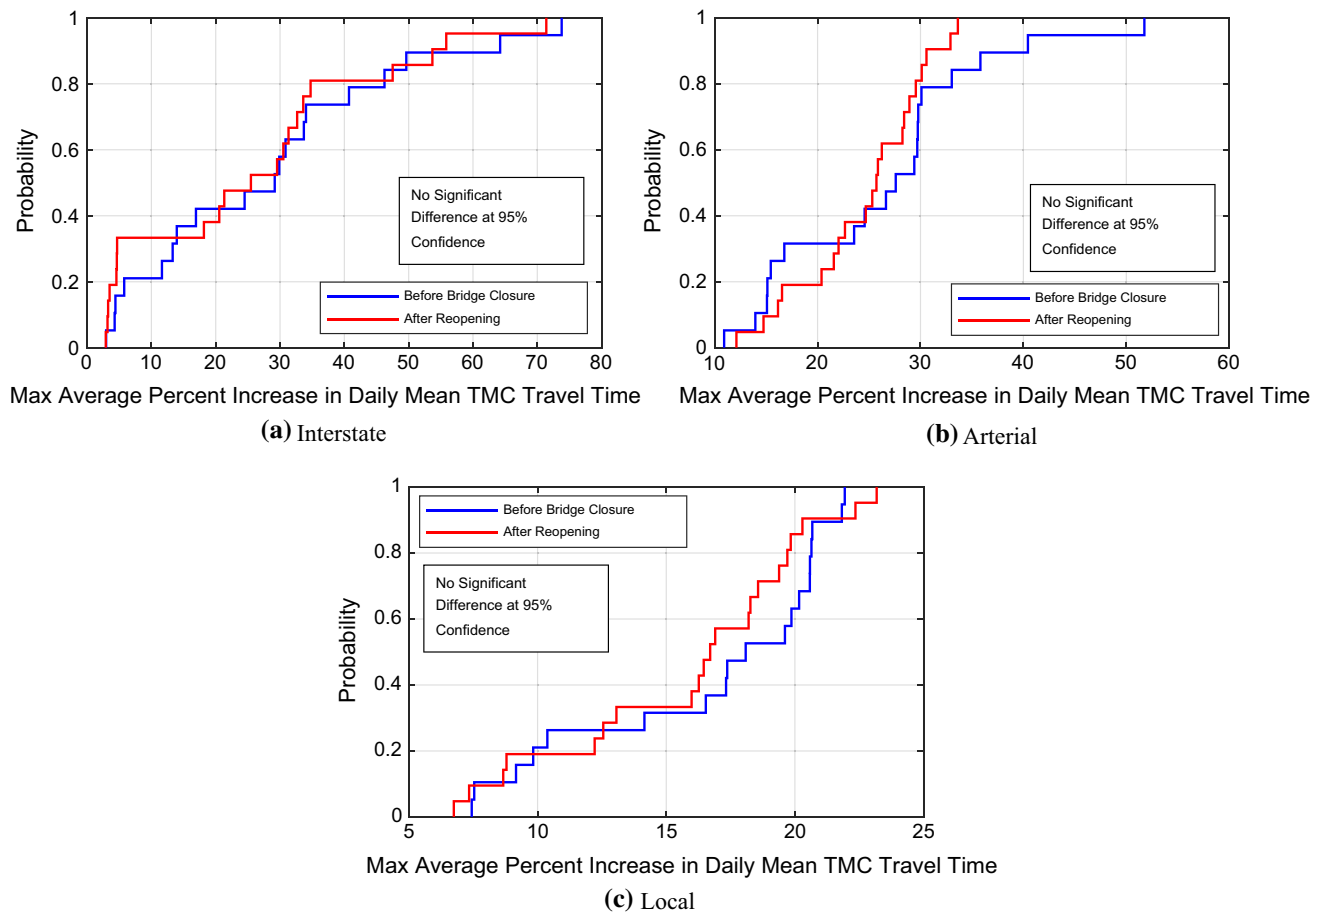 1
0.8
0.6
0.4
0.2
0
Probability
0 10 20 30 40 50 60 70 80
No Significant
Difference at 95%
Confidence
Before Bridge Closure
After Reopening
Max Average Percent Increase in Daily Mean TMC Travel Time
(a) Interstate
1
0.8
0.6
0.4
0.2
0
Probability
10 20 30 40 50 60
No Significant
Difference at 95%
Confidence
Before Bridge Closure
After Reopening
Max Average Percent Increase in Daily Mean TMC Travel Time
(b) Arterial
1
0.8
0.6
0.4
0.2
0
Probability
Before Bridge Closure
After Reopening
No Significant
Difference at 95%
Confidence
5 10 15 20 25
Max Average Percent Increase in Daily Mean TMC Travel Time
(c) Local